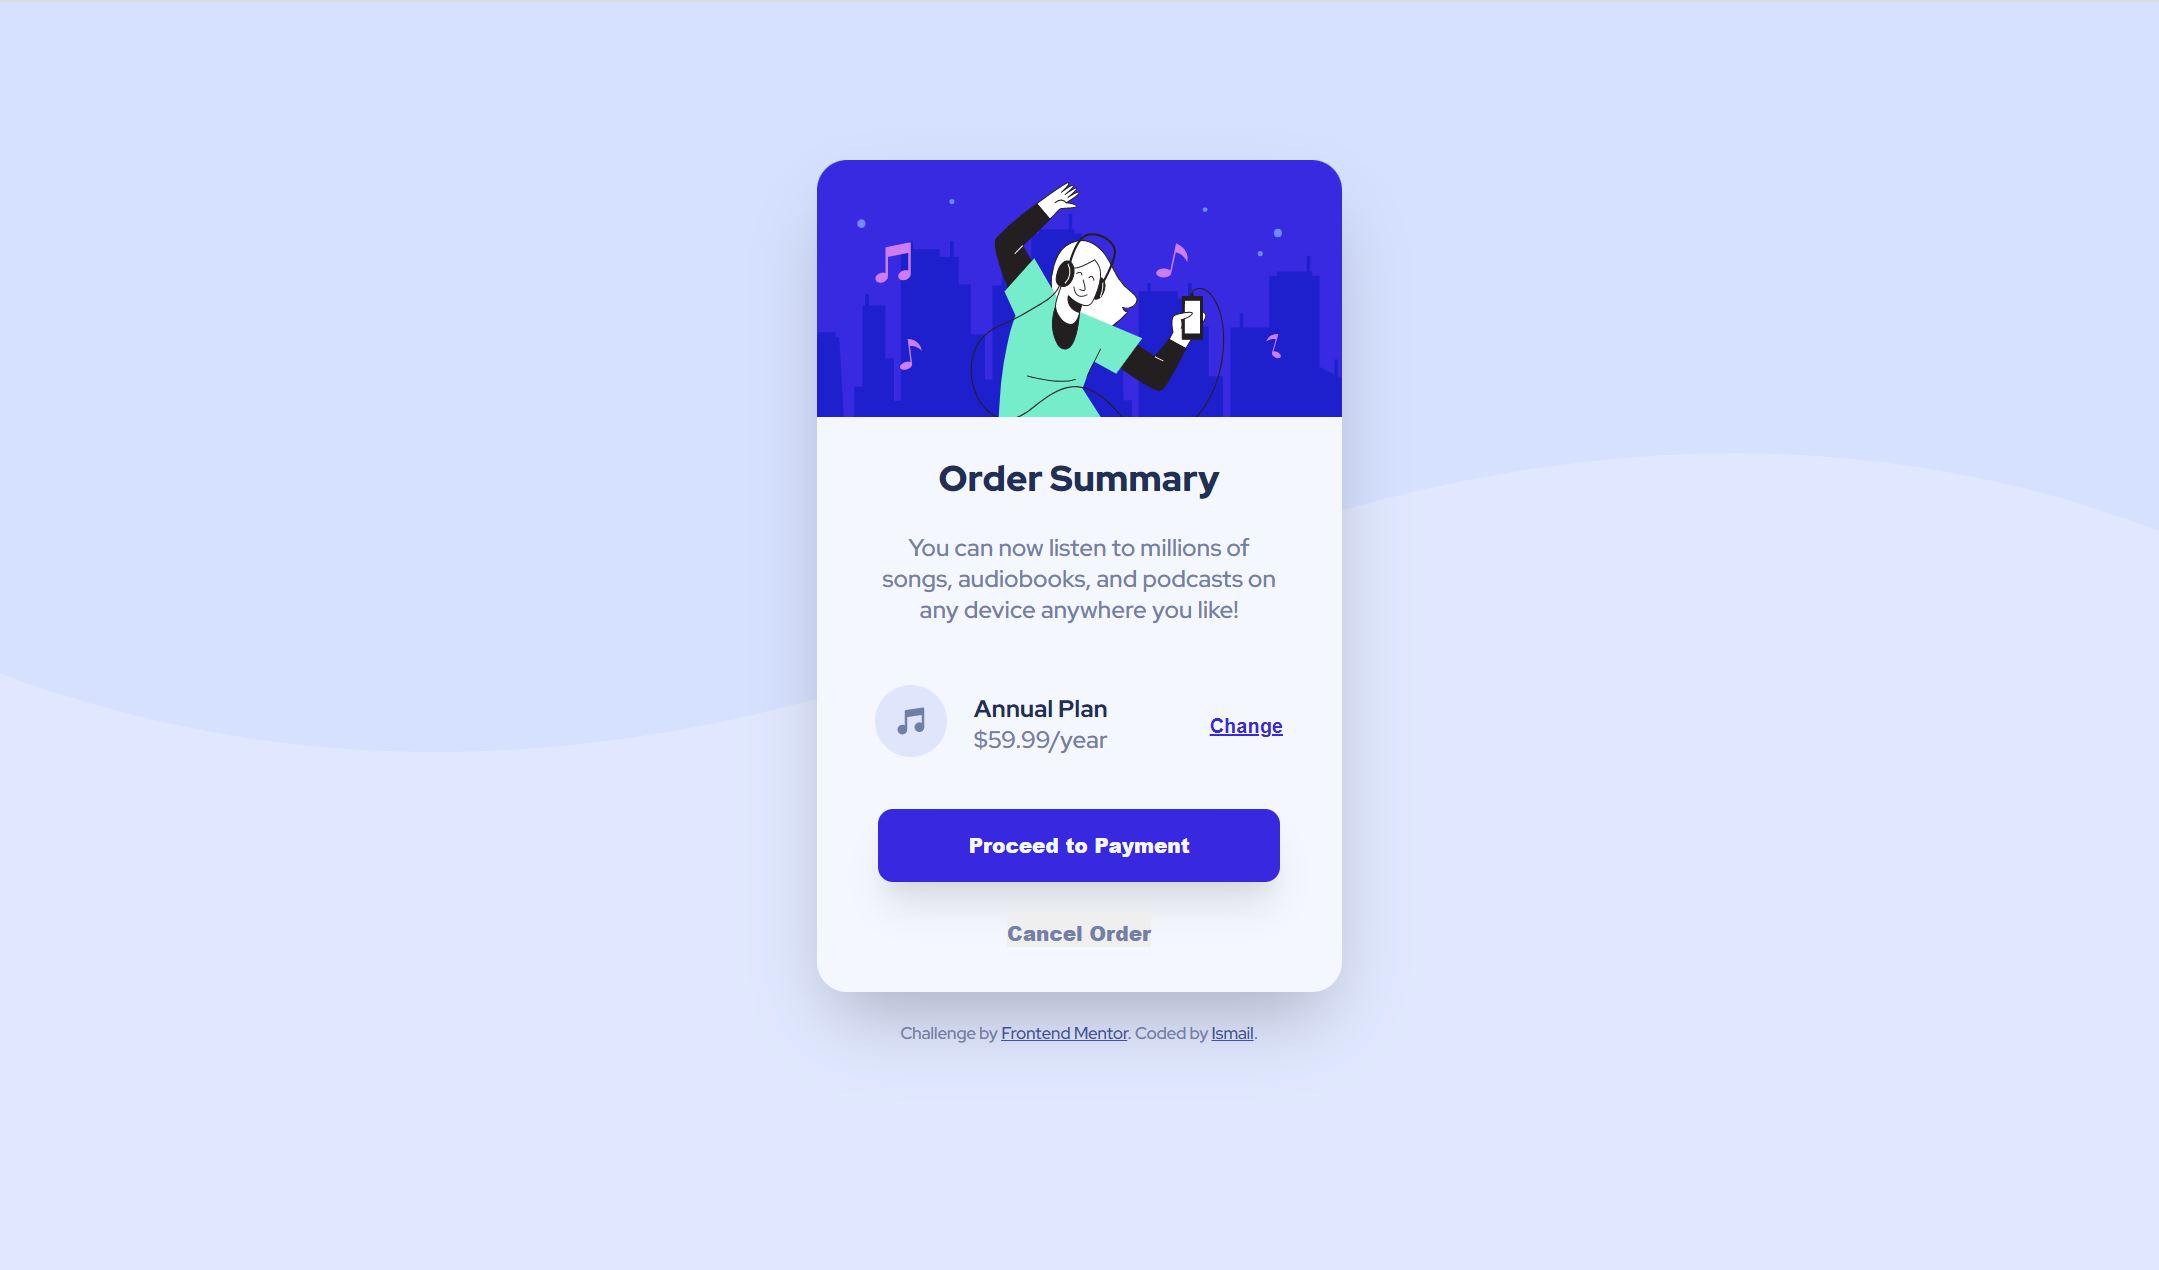 Order Summary
You can now listen to millions of
songs, audiobooks, and podcasts on
any device anywhere you like!
Annual Plan
$59.99/year
Change
Proceed to Payment
Cancel Order
Challenge by Frontend Mentor. Coded by Ismail.